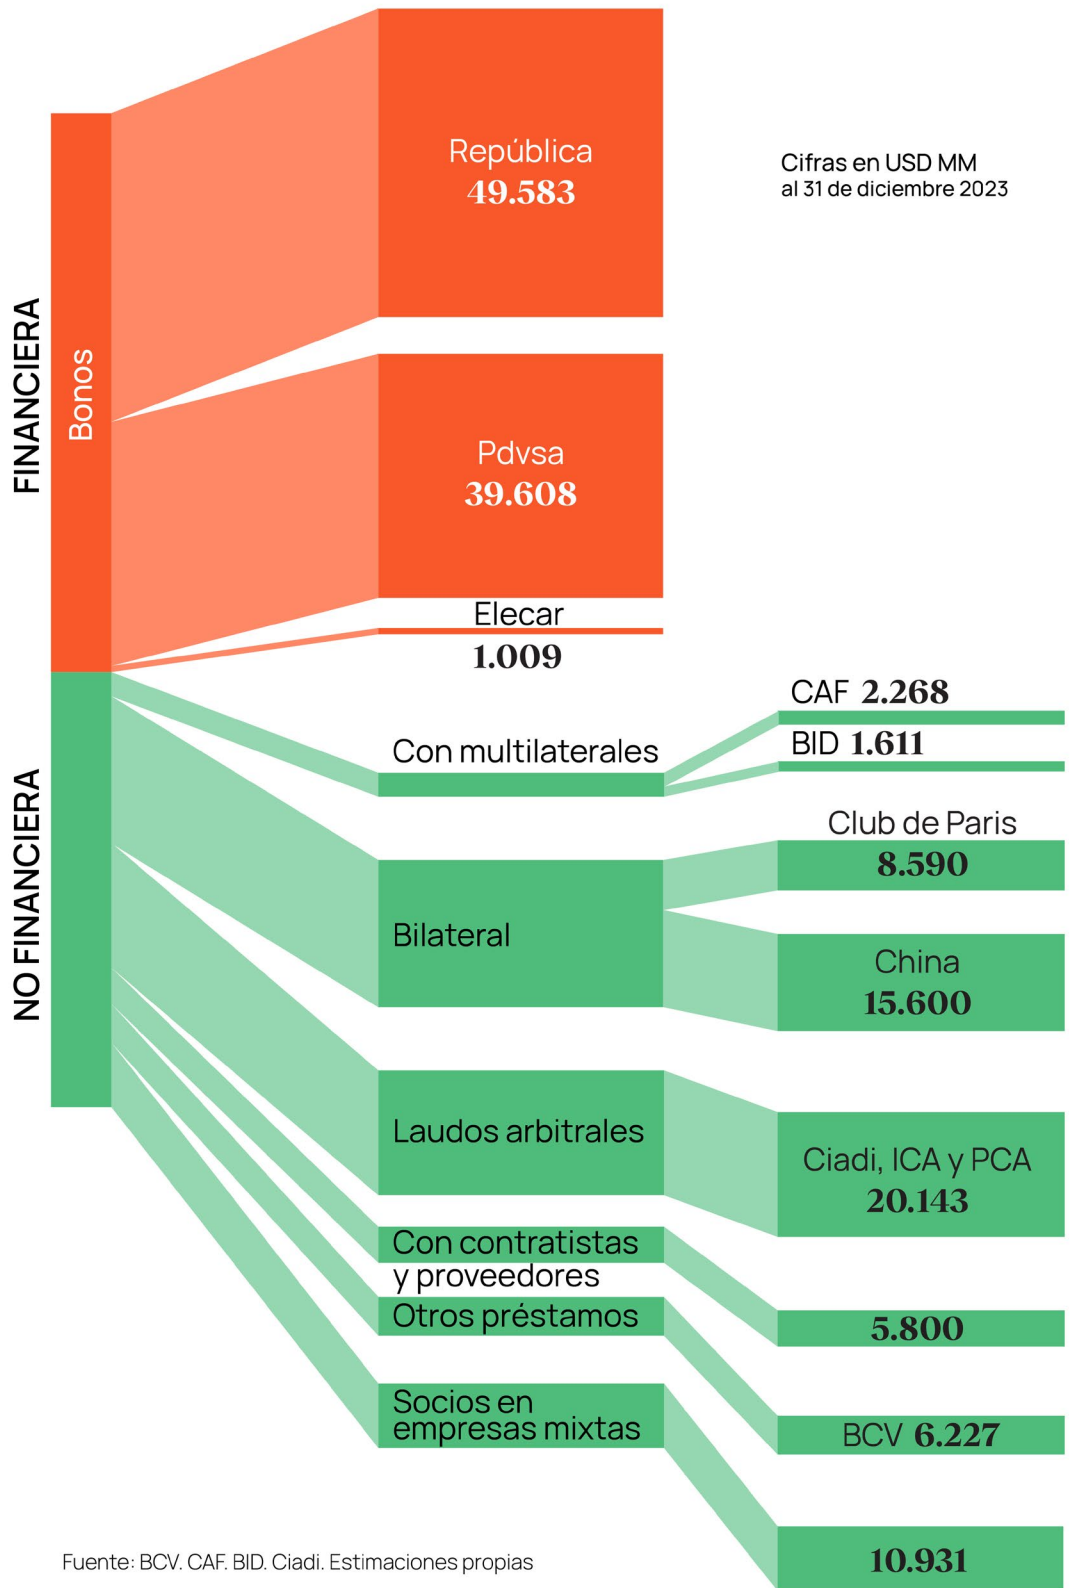 República
49.583
Cifras en USD MM
al 31 de diciembre 2023
FINANCIERA
Bonos
Pdvsa
39.608
Elecar
1.009
NO FINANCIERA
CAF 2.268
Con multilaterales
BID 1.611
Club de Paris
8.590
Bilateral
China
15.600
Laudos arbitrales
Ciadi, ICA y PCA
20.143
Con contratistas
y proveedores
5.800
Otros préstamos
BCV 6.227
Socios en
empresas mixtas
10.931
Fuente: BCV. CAF. BID. Ciadi. Estimaciones propias